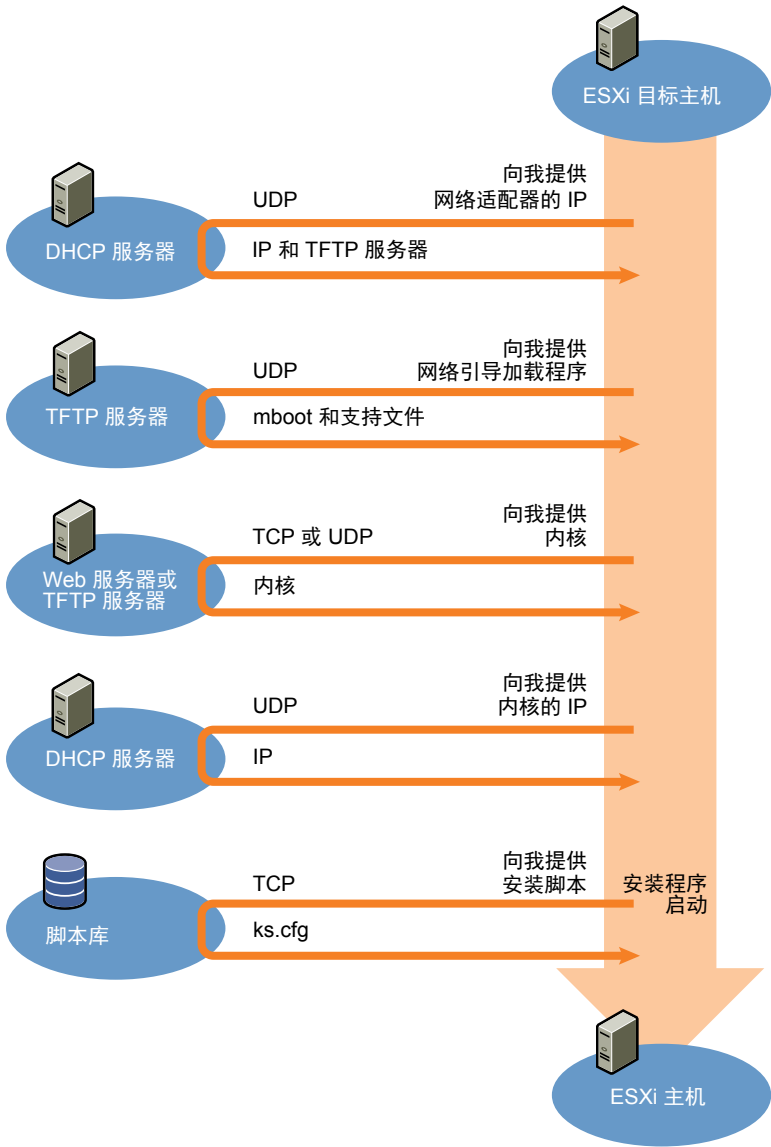 ESXi 目标主机
向我提供
UDP
网络适配器的 IP
DHCP 服务器
IP 和 TFTP 服务器
向我提供
UDP
网络引导加载程序
TFTP 服务器
mboot 和支持文件
向我提供
TCP 或 UDP
内核
Web 服务器或
TFTP 服务器
内核
向我提供
UDP
内核的 IP
DHCP 服务器
IP
向我提供
TCP
安装脚本
安装程序
启动
脚本库
ks.cfg
ESXi 主机